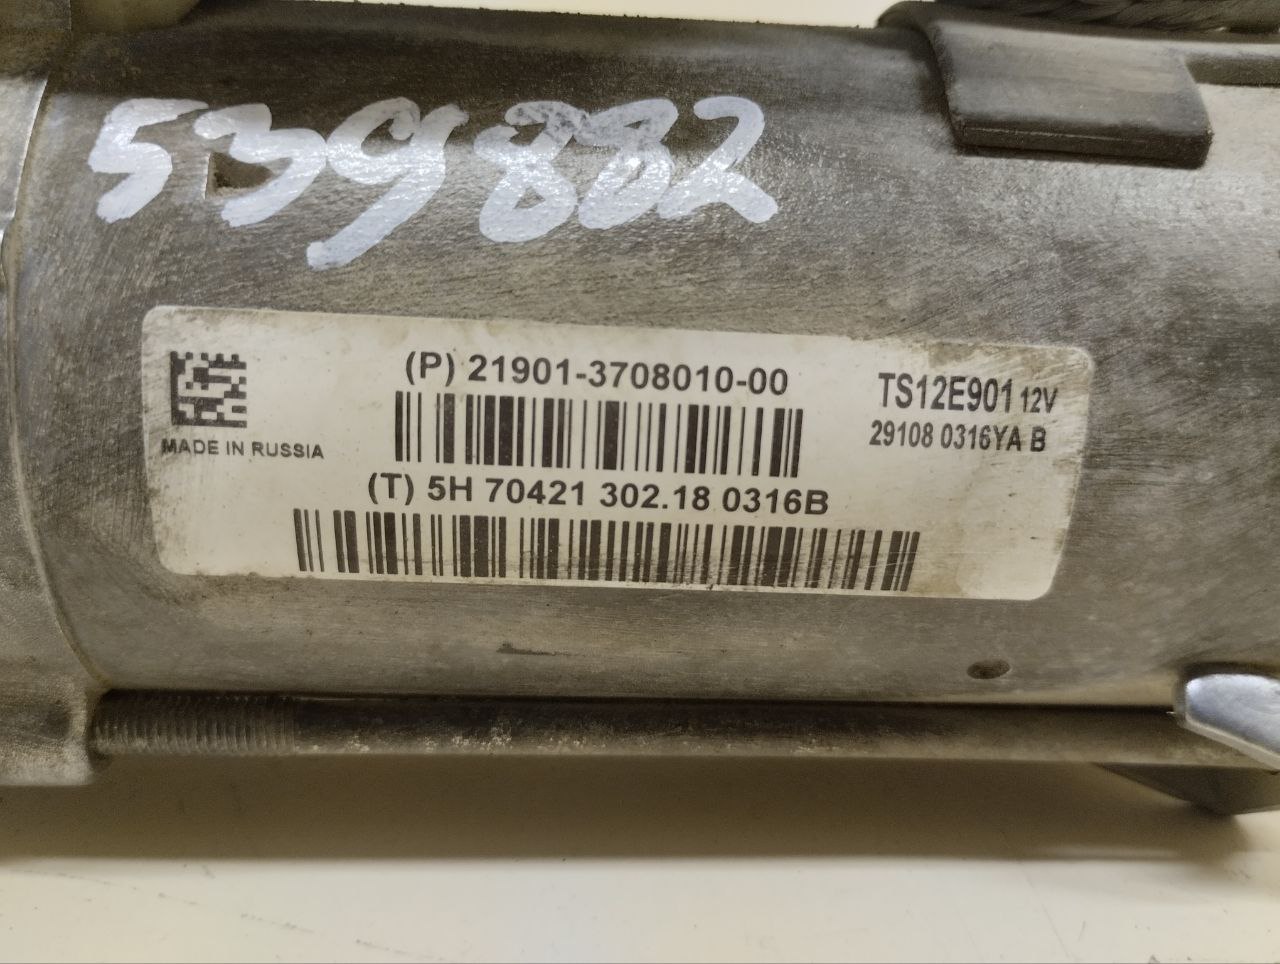 539882
(P) 21901-3708010-00
TS12E901 12V
29108 0316YA B
MADE IN RUSSIA
(T) 5H 70421 302.18 0316B